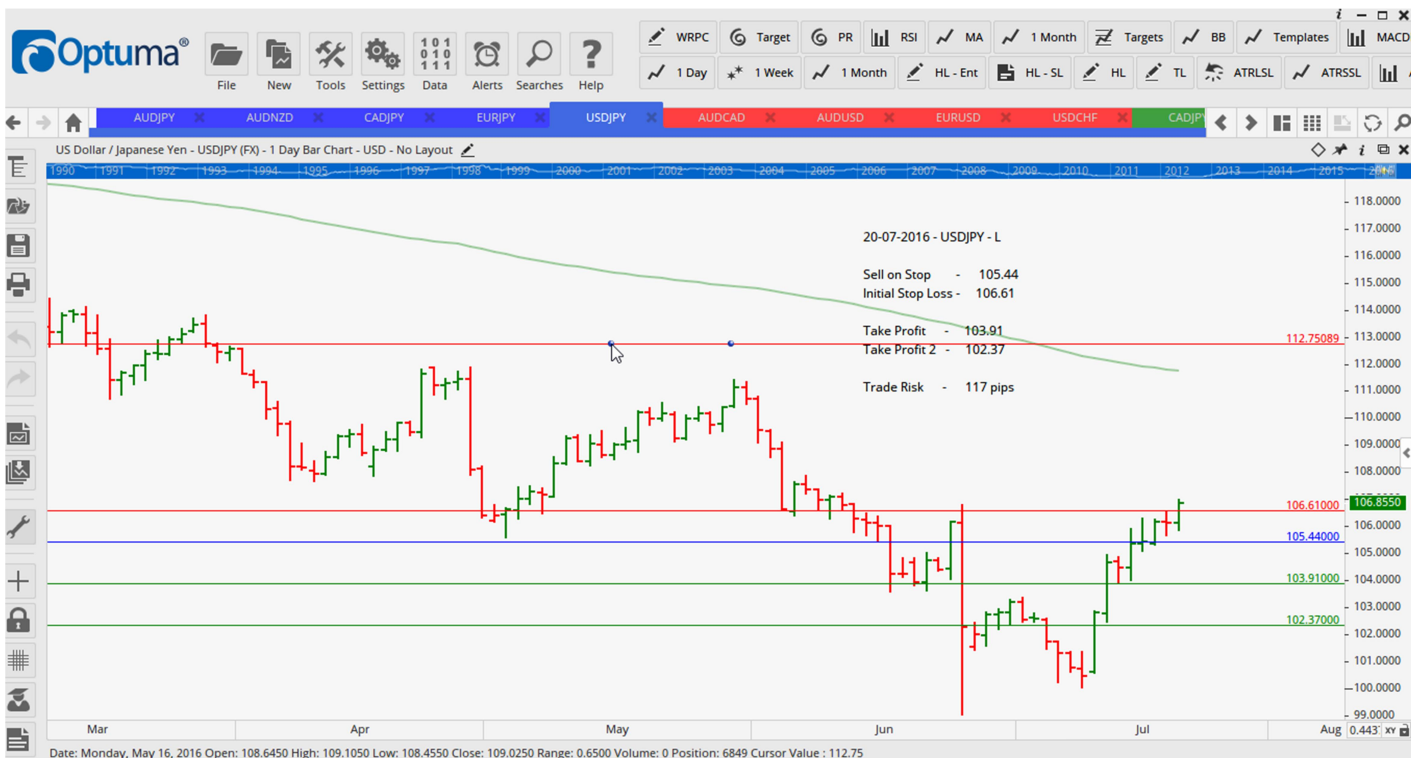 i
Optuma®
File New Tools Settings Data Alerts Searches Help
101
010
111
WRPC Target PR RSI MA 1 Month Targets BB Templates MACD
1 Day 1 Week 1 Month HL - Ent HL - SL HL TL ATRLSL ATRSSL
AUDJPY AUDNZD CADJPY EURJPY USDJPY AUDCAD AUDUSD EURUSD USDCHF CADJPY
US Dollar / Japanese Yen - USDJPY (FX) - 1 Day Bar Chart - USD - No Layout
i
1990 1991 1992 1993 1994 1995 1996 1997 1998 1999 2000 2001 2002 2003 2004 2005 2006 2007 2008 2009 2010 2011 2012 2013 2014 2015 2016
118.0000
117.0000
20-07-2016 - USDJPY - L
116.0000
Sell on Stop - 105.44
115.0000
Initial Stop Loss - 106.61
114.0000
Take Profit - 103.91
112.75089
113.0000
Take Profit 2 - 102.37
112.0000
Trade Risk - 117 pips
111.0000
110.0000
109.0000
108.0000
106.61000
106.8550
106.0000
105.44000
105.0000
103.91000
104.0000
103.0000
102.37000
102.0000
101.0000
100.0000
99.0000
Mar Apr May Jun Jul Aug
XY
Date: Monday, May 16, 2016 Open: 108.6450 High: 109.1050 Low: 108.4550 Close: 109.0250 Range: 0.6500 Volume: 0 Position: 6849 Cursor Value : 112.75